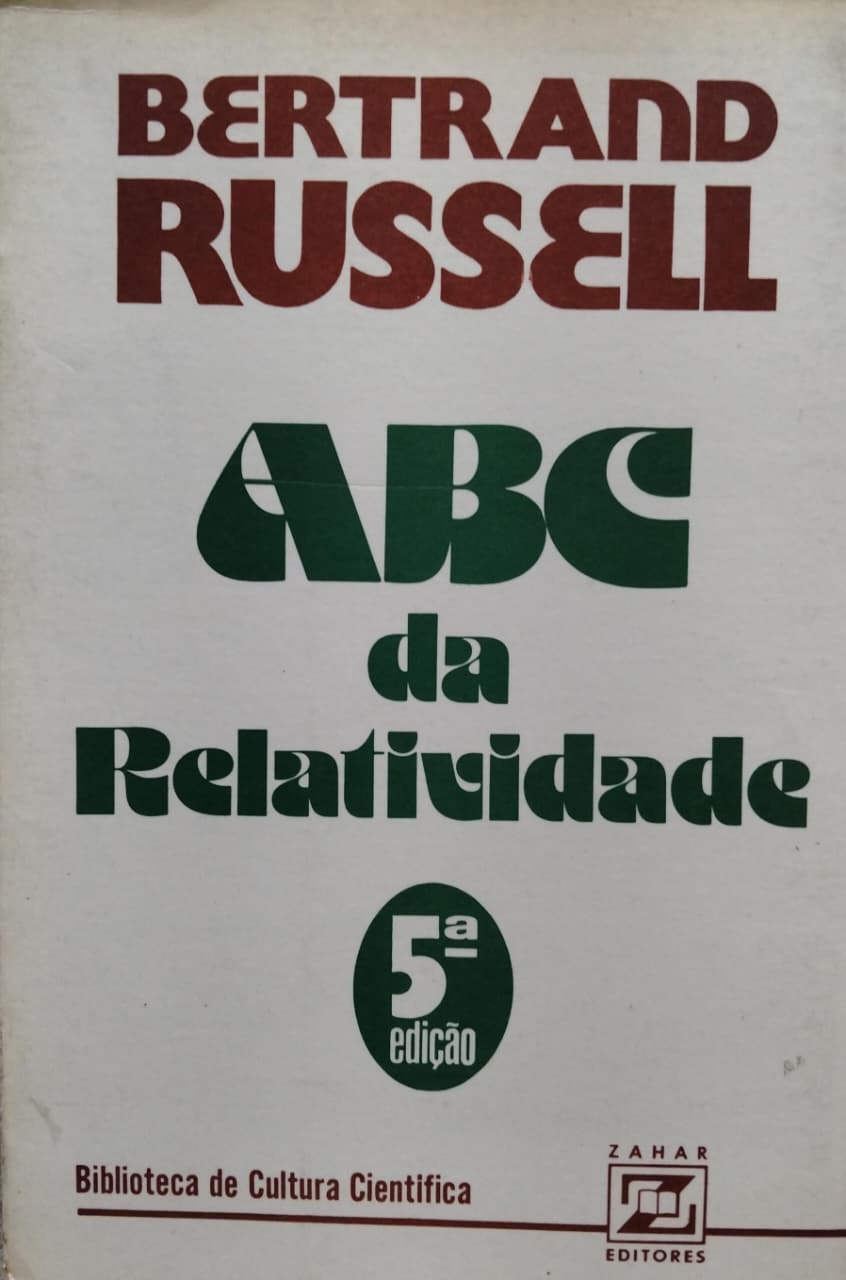 BERTRAND
RUSSELL
ABC
da
Relatividade
5ª
edição
Biblioteca de Cultura Científica
ZAHAR
EDITORES